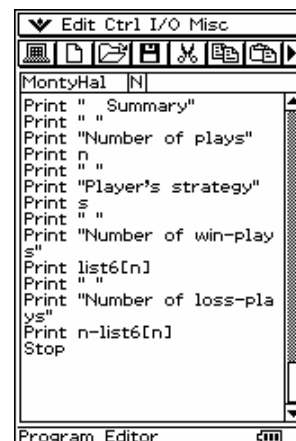 Edit Ctrl I/O Misc
MontyHal N
Print "  Summary"
Print " "
Print "Number of plays"
Print n
Print " "
Print "Player's strategy"
Print s
Print " "
Print "Number of win-play
s"
Print list6[n]
Print " "
Print "Number of loss-pla
ys"
Print n-list6[n]
Stop
Program Editor